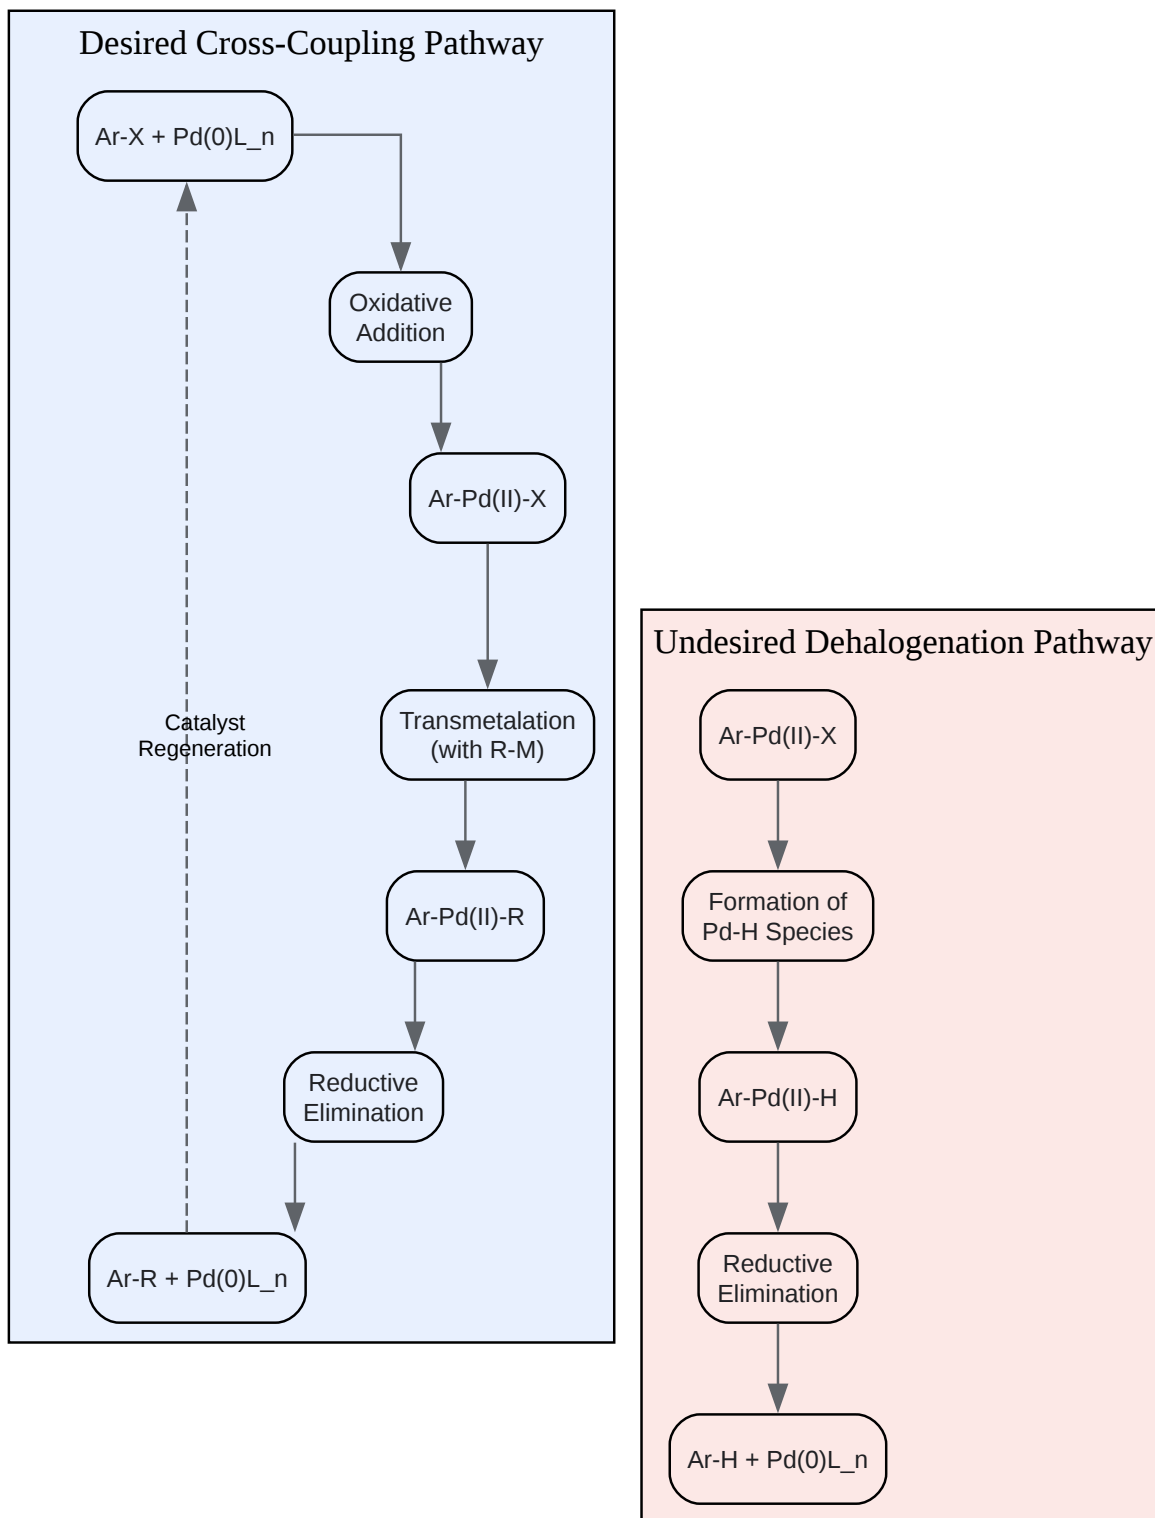 Desired Cross-Coupling Pathway
Ar-X + Pd(0)L_n
Oxidative
Addition
Ar-Pd(II)-X
Transmetalation
(with R-M)
Catalyst
Regeneration
Ar-Pd(II)-R
Reductive
Elimination
Ar-R + Pd(0)L_n
Undesired Dehalogenation Pathway
Ar-Pd(II)-X
Formation of
Pd-H Species
Ar-Pd(II)-H
Reductive
Elimination
Ar-H + Pd(0)L_n